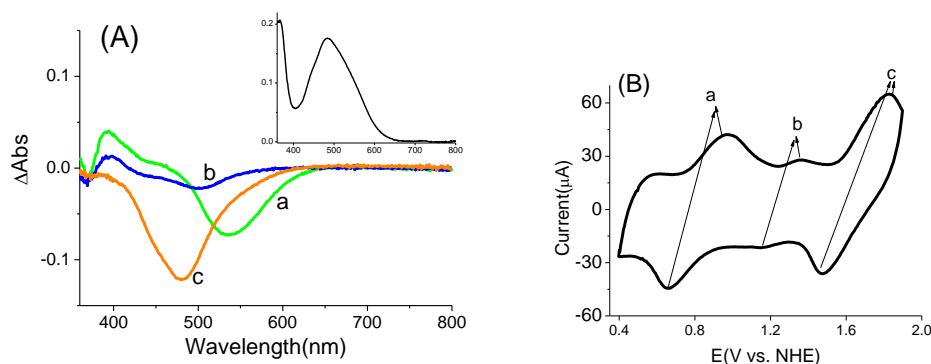 (A)
0.2
0.1
0.0
400
500
600
700
800
0.1
0.0
-0.1
ΔAbs
b
a
c
400
500
600
700
800
Wavelength(nm)
(B)
a
b
c
60
30
0
-30
-60
Current(μA)
0.4
0.8
1.2
1.6
2.0
E(V vs. NHE)